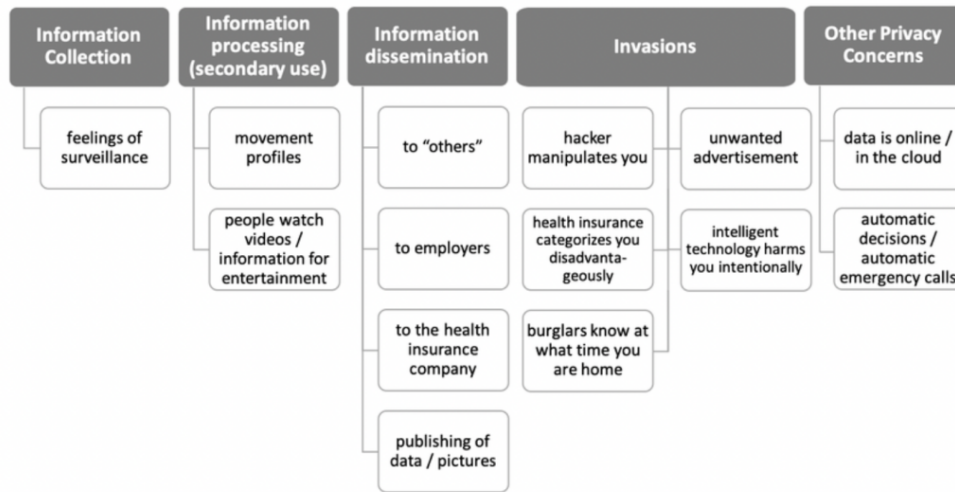 Information
Collection
feelings of
surveillance
Information
processing
(secondary use)
movement
profiles
people watch
videos /
information for
entertainment
Information
dissemination
to “others”
to employers
to the health
insurance
company
publishing of
data / pictures
Invasions
hacker
manipulates you
health insurance
categorizes you
disadvanta-
geously
burglars know at
what time you
are home
unwanted
advertisement
intelligent
technology harms
you intentionally
Other Privacy
Concerns
data is online /
in the cloud
automatic
decisions /
automatic
emergency calls